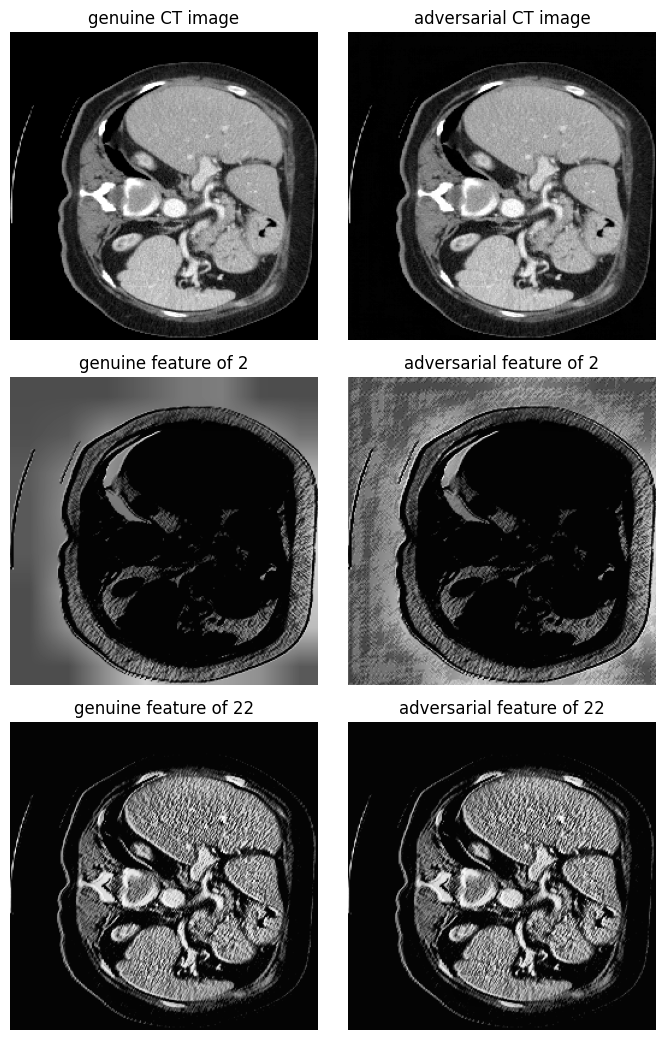 genuine CT image
adversarial CT image
genuine feature of 2
adversarial feature of 2
genuine feature of 22
adversarial feature of 22